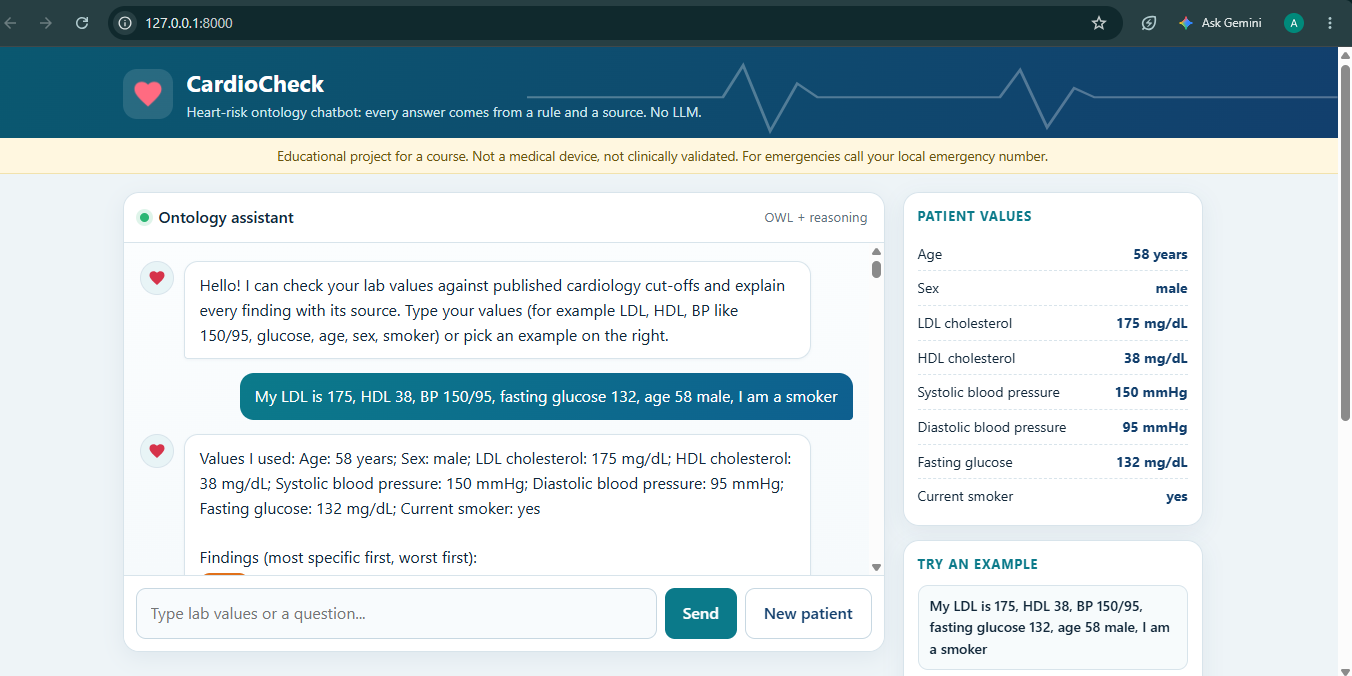 127.0.0.1:8000
Ask Gemini
A
CardioCheck
Heart-risk ontology chatbot: every answer comes from a rule and a source. No LLM.
Educational project for a course. Not a medical device, not clinically validated. For emergencies call your local emergency number.
Ontology assistant
OWL + reasoning
Hello! I can check your lab values against published cardiology cut-offs and explain
every finding with its source. Type your values (for example LDL, HDL, BP like
150/95, glucose, age, sex, smoker) or pick an example on the right.
My LDL is 175, HDL 38, BP 150/95, fasting glucose 132, age 58 male, I am a smoker
Values I used: Age: 58 years; Sex: male; LDL cholesterol: 175 mg/dL; HDL cholesterol:
38 mg/dL; Systolic blood pressure: 150 mmHg; Diastolic blood pressure: 95 mmHg;
Fasting glucose: 132 mg/dL; Current smoker: yes
Findings (most specific first, worst first):
Type lab values or a question...
Send
New patient
PATIENT VALUES
Age 58 years
Sex male
LDL cholesterol 175 mg/dL
HDL cholesterol 38 mg/dL
Systolic blood pressure 150 mmHg
Diastolic blood pressure 95 mmHg
Fasting glucose 132 mg/dL
Current smoker yes
TRY AN EXAMPLE
My LDL is 175, HDL 38, BP 150/95,
fasting glucose 132, age 58 male, I am
a smoker